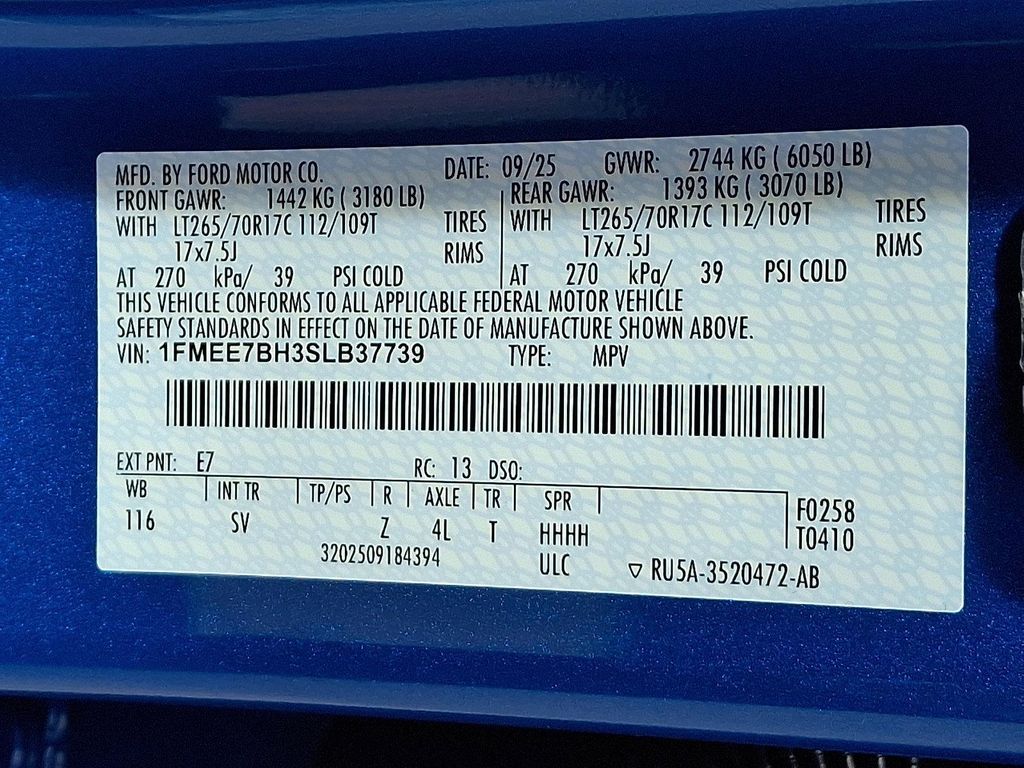 MFD. BY FORD MOTOR CO. DATE: 09/25 GVWR: 2744 KG ( 6050 LB)
FRONT GAWR: 1442 KG ( 3180 LB) REAR GAWR: 1393 KG ( 3070 LB)
WITH LT265/70R17C 112/109T TIRES WITH LT265/70R17C 112/109T TIRES
17x7.5J RIMS 17x7.5J RIMS
AT 270 kPa/ 39 PSI COLD AT 270 kPa/ 39 PSI COLD
THIS VEHICLE CONFORMS TO ALL APPLICABLE FEDERAL MOTOR VEHICLE
SAFETY STANDARDS IN EFFECT ON THE DATE OF MANUFACTURE SHOWN ABOVE.
VIN: 1FMEE7BH3SLB37739 TYPE: MPV
EXT PNT: E7 RC: 13 DSO:
WB INT TR TP/PS R AXLE TR SPR F0258
116 SV Z 4L T HHHH T0410
3202509184394 ULC ▽ RU5A-3520472-AB